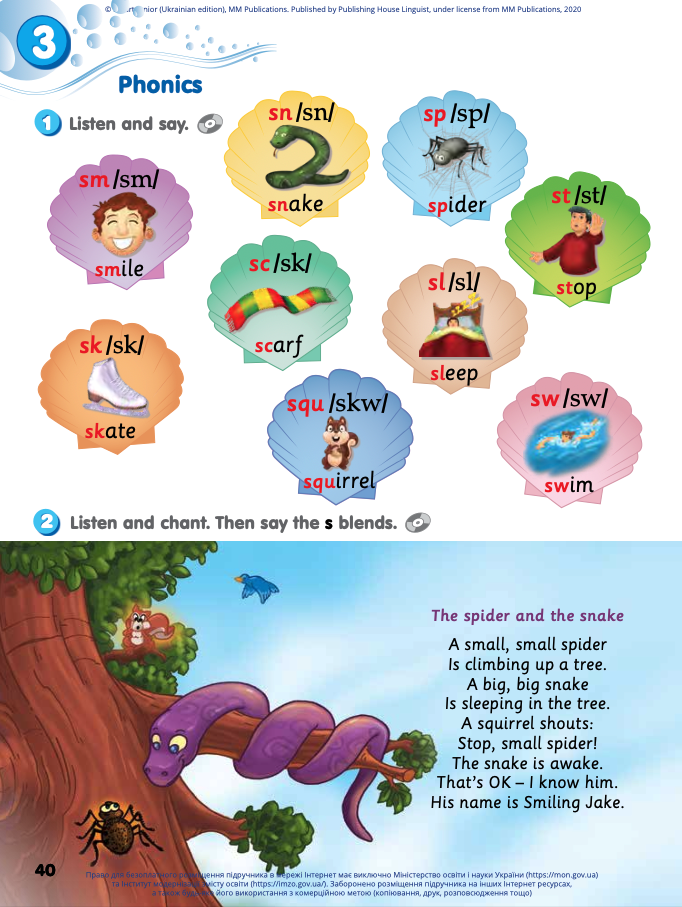 © Smart Junior (Ukrainian edition), MM Publications. Published by Publishing House Linguist, under license from MM Publications, 2020
3
Phonics
1 Listen and say.
sn /sn/
snake
sp /sp/
spider
sm /sm/
smile
st /st/
stop
sc /sk/
scarf
sl /sl/
sleep
sk /sk/
skate
squ /skw/
squirrel
sw /sw/
swim
2 Listen and chant. Then say the s blends.
The spider and the snake
A small, small spider
Is climbing up a tree.
A big, big snake
Is sleeping in the tree.
A squirrel shouts:
Stop, small spider!
The snake is awake.
That's OK – I know him.
His name is Smiling Jake.
40
Право для безоплатного розміщення підручника в мережі Інтернет має виключно Міністерство освіти і науки України (https://mon.gov.ua)
та Інститут модернізації змісту освіти (https://imzo.gov.ua/). Заборонено розміщення підручника на інших Інтернет ресурсах,
а також будь-яке його використання з комерційною метою (копіювання, друк, розповсюдження тощо)